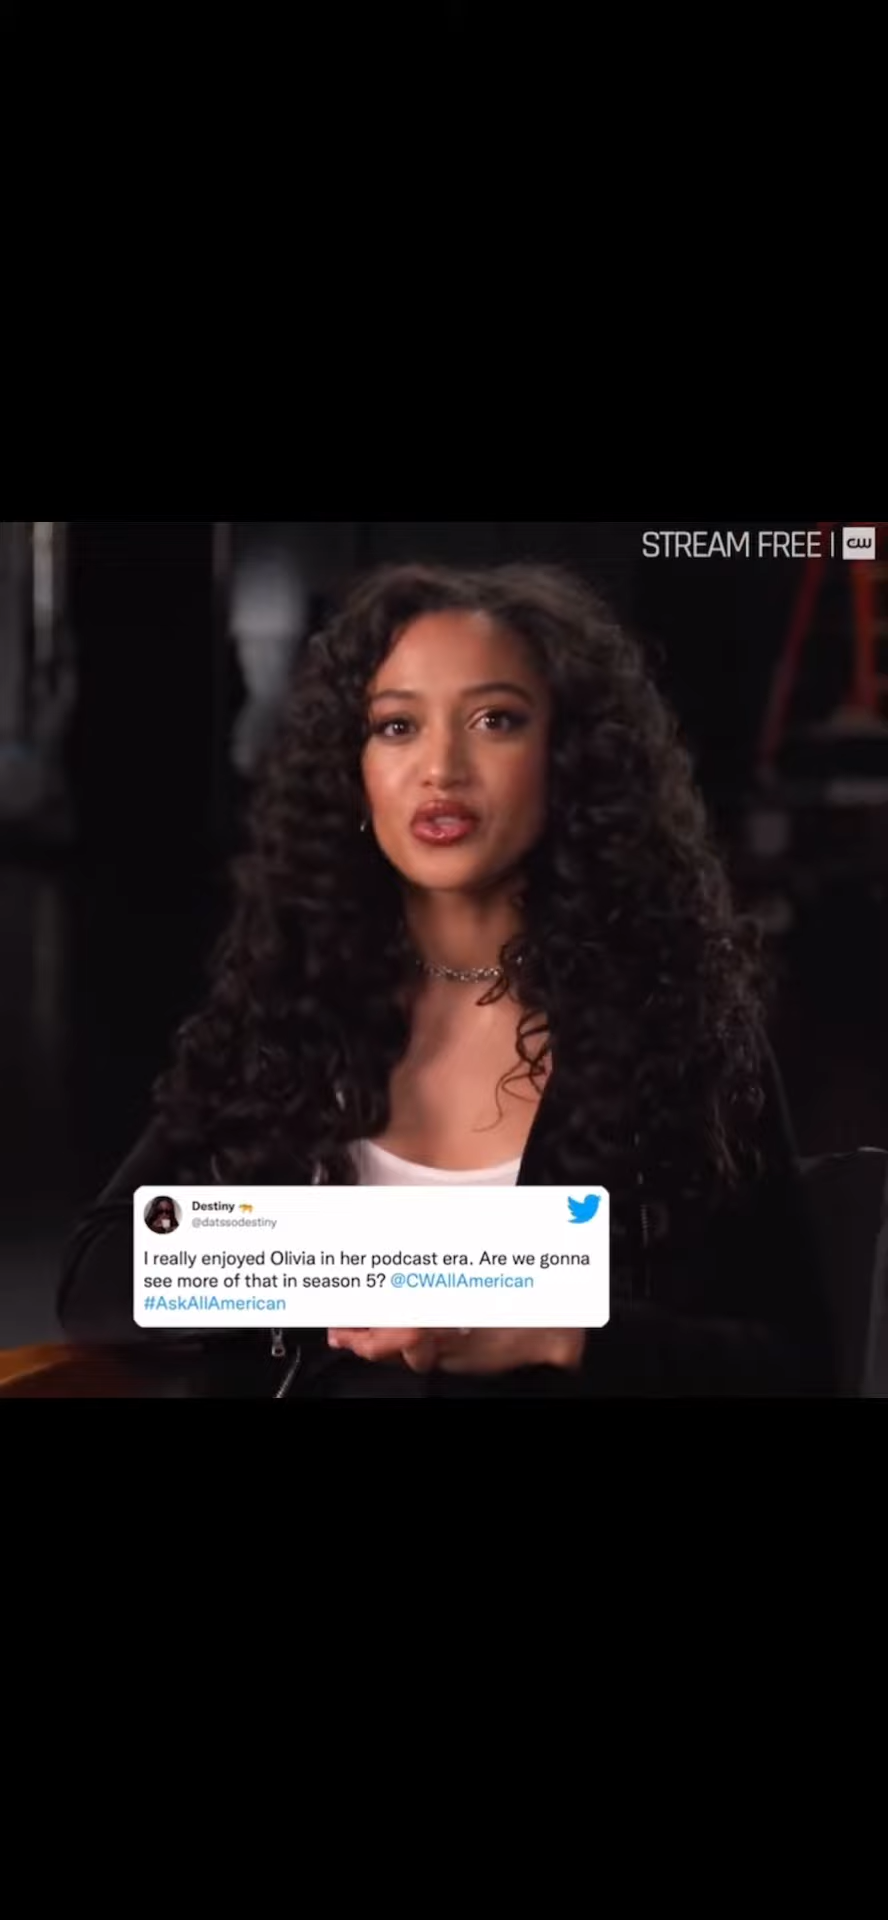 STREAM FREE | CW
Destiny 🐆
@datssodestiny
I really enjoyed Olivia in her podcast era. Are we gonna
see more of that in season 5? @CWAllAmerican
#AskAllAmerican